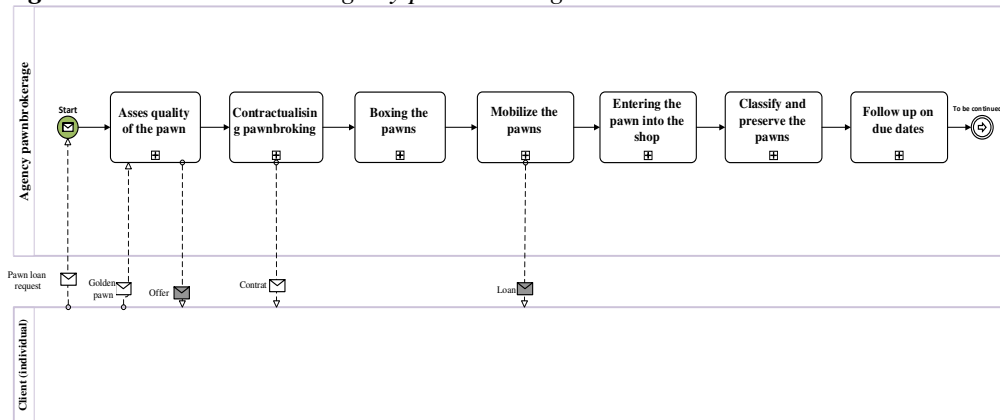 Agency pawnbrokerage
Start
Asses quality
of the pawn
Contractualisin
g pawnbroking
Boxing the
pawns
Mobilize the
pawns
Entering the
pawn into the
shop
Classify and
preserve the
pawns
Follow up on
due dates
To be continued
Pawn loan
request
Golden
pawn
Offer
Contrat
Loan
Client (individual)